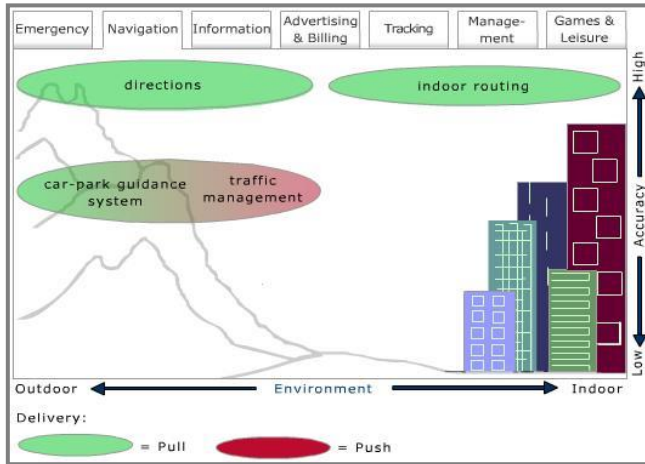 Emergency Navigation Information Advertising & Billing Tracking Manage-ment Games & Leisure
directions
indoor routing
High
car-park guidance system
traffic management
Accuracy
Low
Outdoor Environment Indoor
Delivery:
= Pull = Push